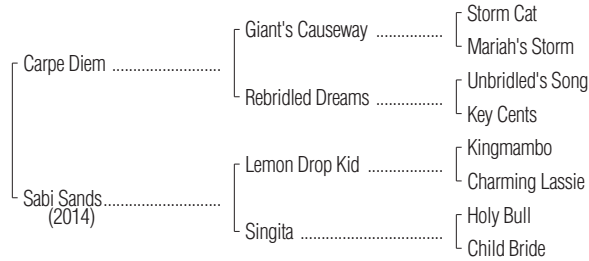 Storm Cat
Giant's Causeway ................
Mariah's Storm
Carpe Diem .......................
Unbridled's Song
Rebridled Dreams ................
Key Cents
Kingmambo
Lemon Drop Kid ..................
Charming Lassie
Sabi Sands.........................
(2014)
Holy Bull
Singita ..............................
Child Bride